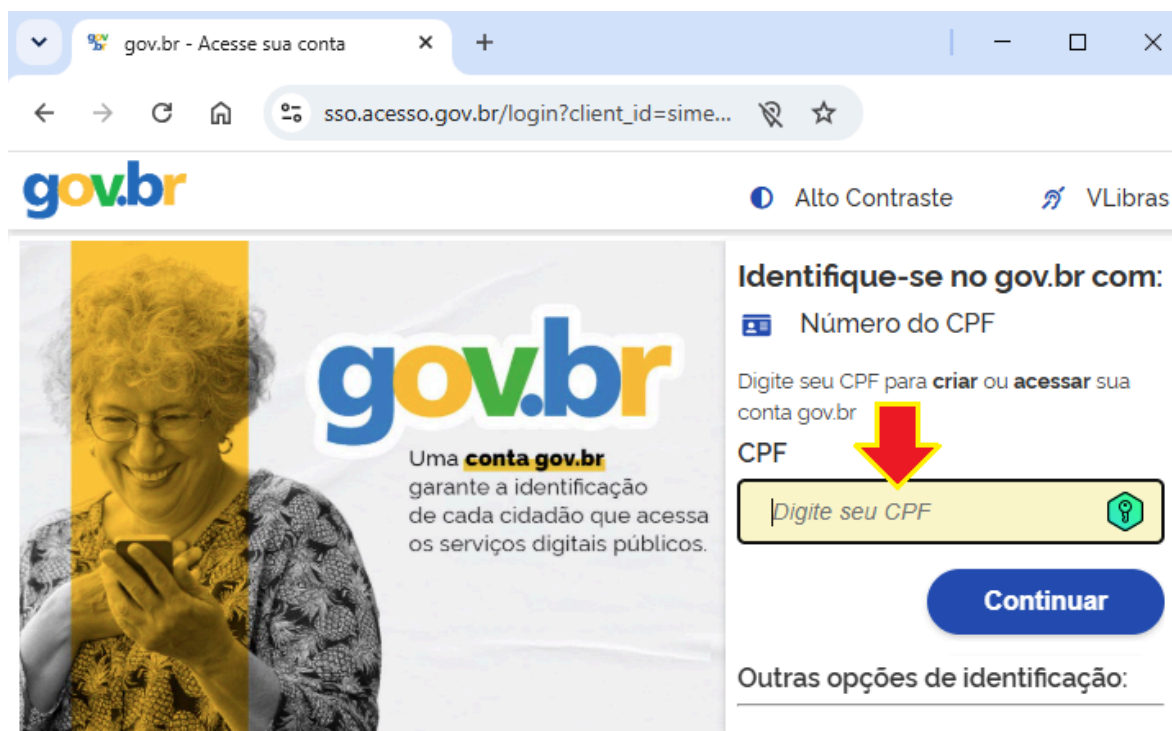 gov.br - Acesse sua conta
sso.acesso.gov.br/login?client_id=sime...
gov.br
Alto Contraste
VLibras
gov.br
Uma conta gov.br
garante a identificação
de cada cidadão que acessa
os serviços digitais públicos.
Identifique-se no gov.br com:
Número do CPF
Digite seu CPF para criar ou acessar sua
conta gov.br
CPF
Digite seu CPF
Continuar
Outras opções de identificação: